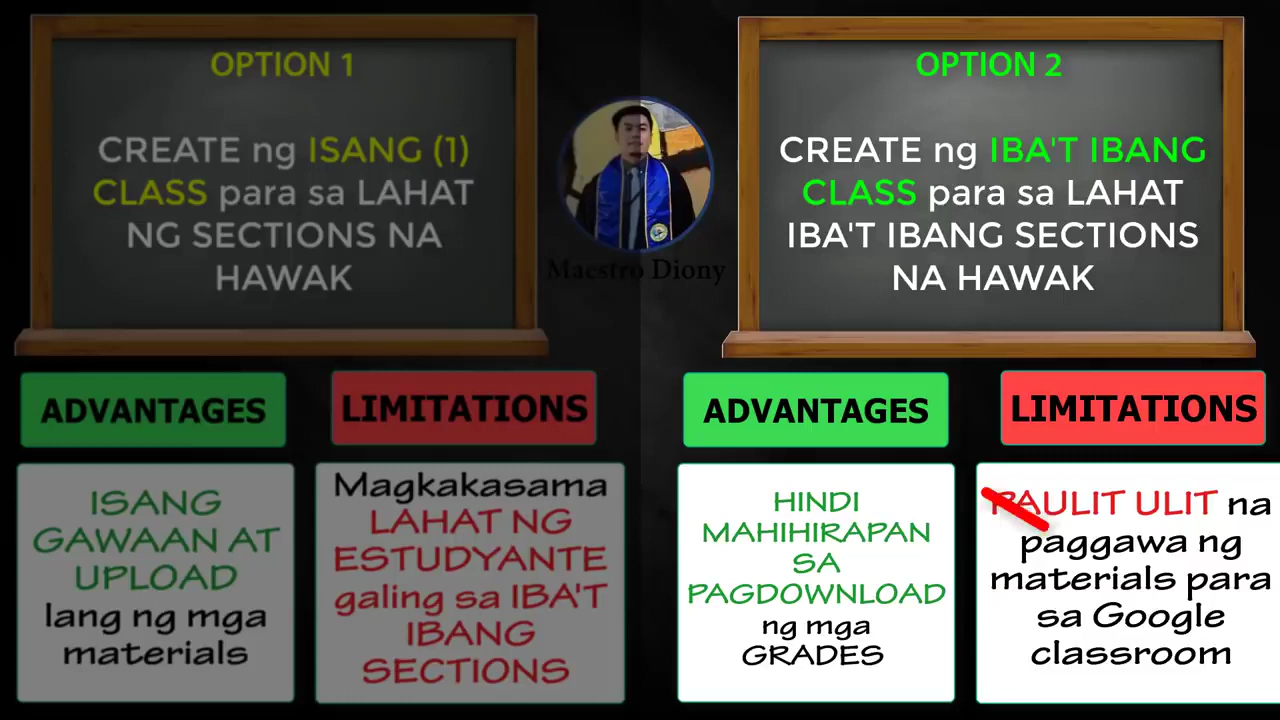 OPTION 1
CREATE ng ISANG (1)
CLASS para sa LAHAT
NG SECTIONS NA
HAWAK
Maestro Diony
OPTION 2
CREATE ng IBA'T IBANG
CLASS para sa LAHAT
IBA'T IBANG SECTIONS
NA HAWAK
ADVANTAGES
ISANG
GAWAAN AT
UPLOAD
lang ng mga
materials
LIMITATIONS
Magkakasama
LAHAT NG
ESTUDYANTE
galing sa IBA'T
IBANG
SECTIONS
ADVANTAGES
HINDI
MAHIHIRAPAN
SA
PAGDOWNLOAD
ng mga
GRADES
LIMITATIONS
PAULIT ULIT na
paggawa ng
materials para
sa Google
classroom